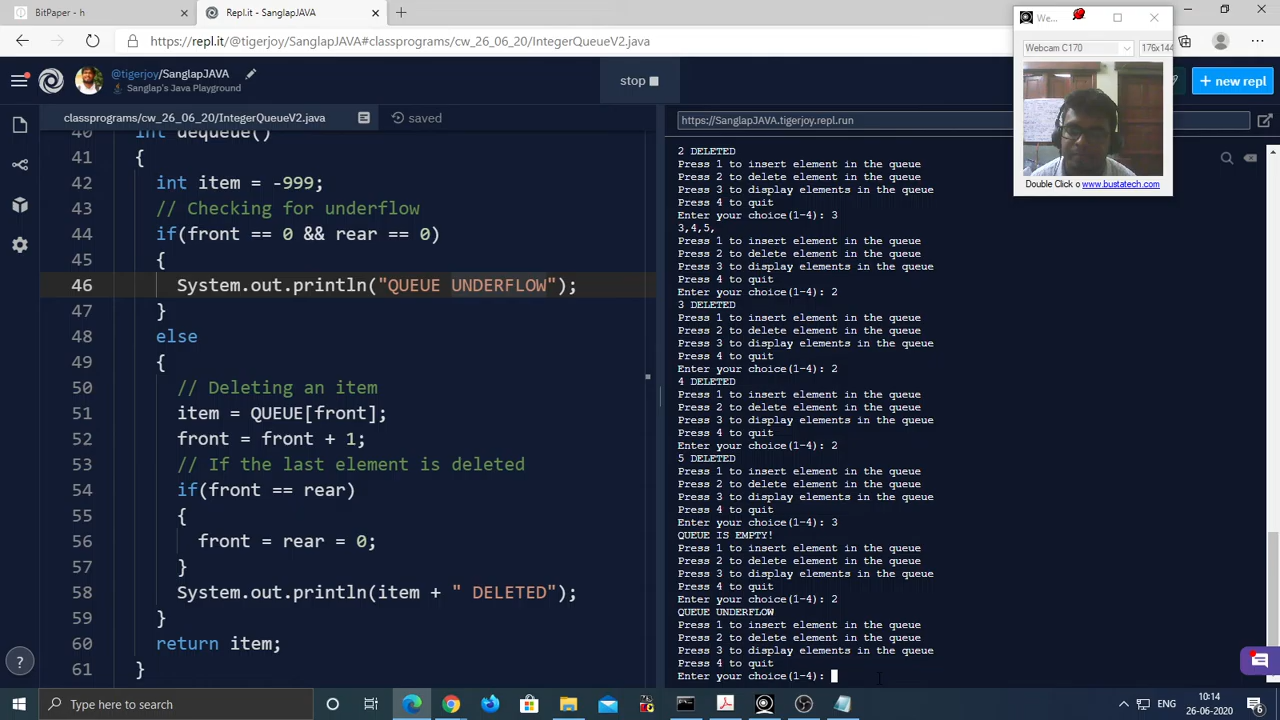 BitPaper - h
Repl.it - SanglapJAVA
We...
https://repl.it/@tigerjoy/SanglapJAVA#classprograms/cw_26_06_20/IntegerQueueV2.java
Webcam C170
176x144
@tigerjoy/SanglapJAVA
Sanglap's Java Playground
stop
+ new repl
classprograms/cw_26_06_20/IntegerQueueV2.java
saved
https://SanglapJAVA.tigerjoy.repl.run
Double Click o www.bustatech.com
40 int dequeue()
41 {
42 int item = -999;
43 // Checking for underflow
44 if(front == 0 && rear == 0)
45 {
46 System.out.println("QUEUE UNDERFLOW");
47 }
48 else
49 {
50 // Deleting an item
51 item = QUEUE[front];
52 front = front + 1;
53 // If the last element is deleted
54 if(front == rear)
55 {
56 front = rear = 0;
57 }
58 System.out.println(item + " DELETED");
59 }
60 return item;
61 }
2 DELETED
Press 1 to insert element in the queue
Press 2 to delete element in the queue
Press 3 to display elements in the queue
Press 4 to quit
Enter your choice(1-4): 3
3,4,5,
Press 1 to insert element in the queue
Press 2 to delete element in the queue
Press 3 to display elements in the queue
Press 4 to quit
Enter your choice(1-4): 2
3 DELETED
Press 1 to insert element in the queue
Press 2 to delete element in the queue
Press 3 to display elements in the queue
Press 4 to quit
Enter your choice(1-4): 2
4 DELETED
Press 1 to insert element in the queue
Press 2 to delete element in the queue
Press 3 to display elements in the queue
Press 4 to quit
Enter your choice(1-4): 2
5 DELETED
Press 1 to insert element in the queue
Press 2 to delete element in the queue
Press 3 to display elements in the queue
Press 4 to quit
Enter your choice(1-4): 3
QUEUE IS EMPTY!
Press 1 to insert element in the queue
Press 2 to delete element in the queue
Press 3 to display elements in the queue
Press 4 to quit
Enter your choice(1-4): 2
QUEUE UNDERFLOW
Press 1 to insert element in the queue
Press 2 to delete element in the queue
Press 3 to display elements in the queue
Press 4 to quit
Enter your choice(1-4):
?
Type here to search
ENG
10:14
26-06-2020
6